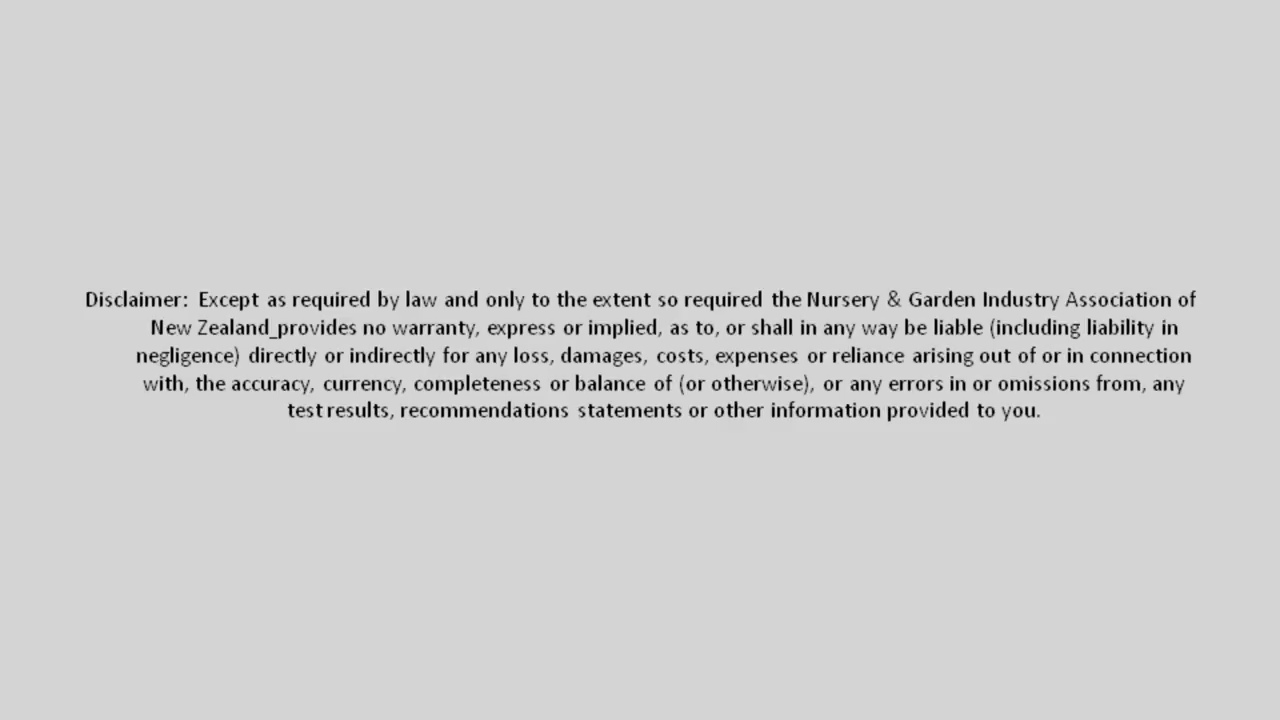 Disclaimer: Except as required by law and only to the extent so required the Nursery & Garden Industry Association of
New Zealand_provides no warranty, express or implied, as to, or shall in any way be liable (including liability in
negligence) directly or indirectly for any loss, damages, costs, expenses or reliance arising out of or in connection
with, the accuracy, currency, completeness or balance of (or otherwise), or any errors in or omissions from, any
test results, recommendations statements or other information provided to you.